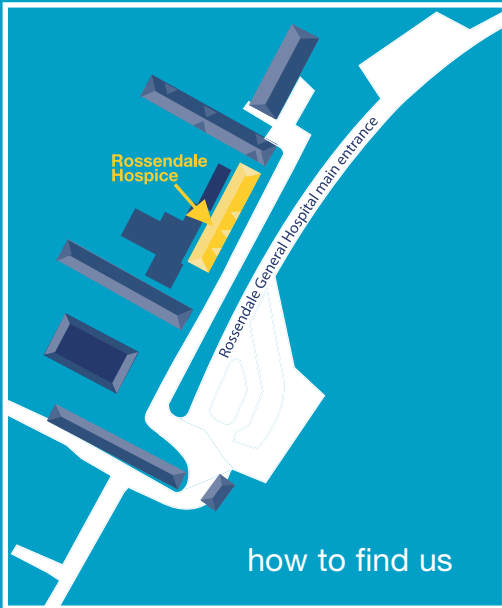 Rossendale
Hospice
Rossendale General Hospital main entrance
how to find us